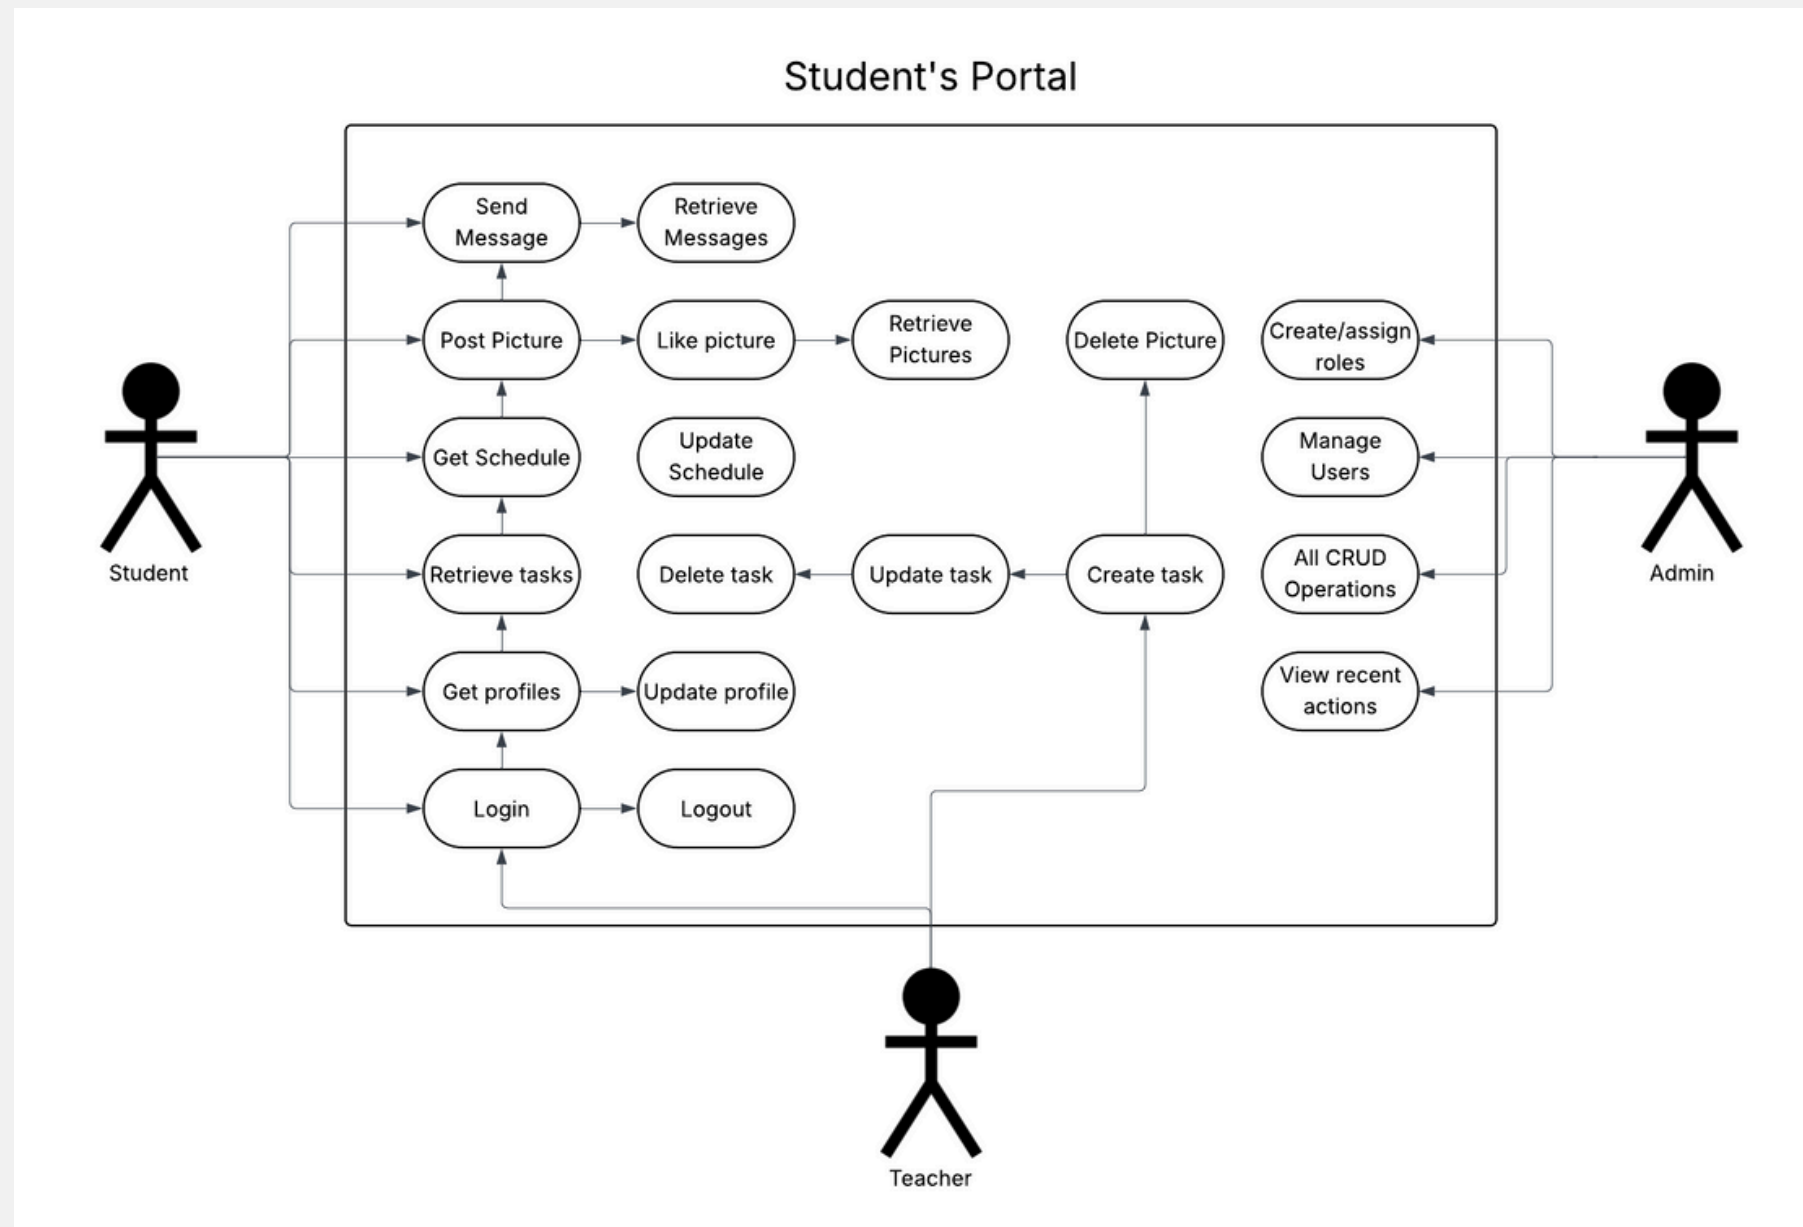 Student's Portal
Send
Message
Retrieve
Messages
Post Picture
Like picture
Retrieve
Pictures
Delete Picture
Create/assign
roles
Get Schedule
Update
Schedule
Manage
Users
Student
Admin
Retrieve tasks
Delete task
Update task
Create task
All CRUD
Operations
Get profiles
Update profile
View recent
actions
Login
Logout
Teacher